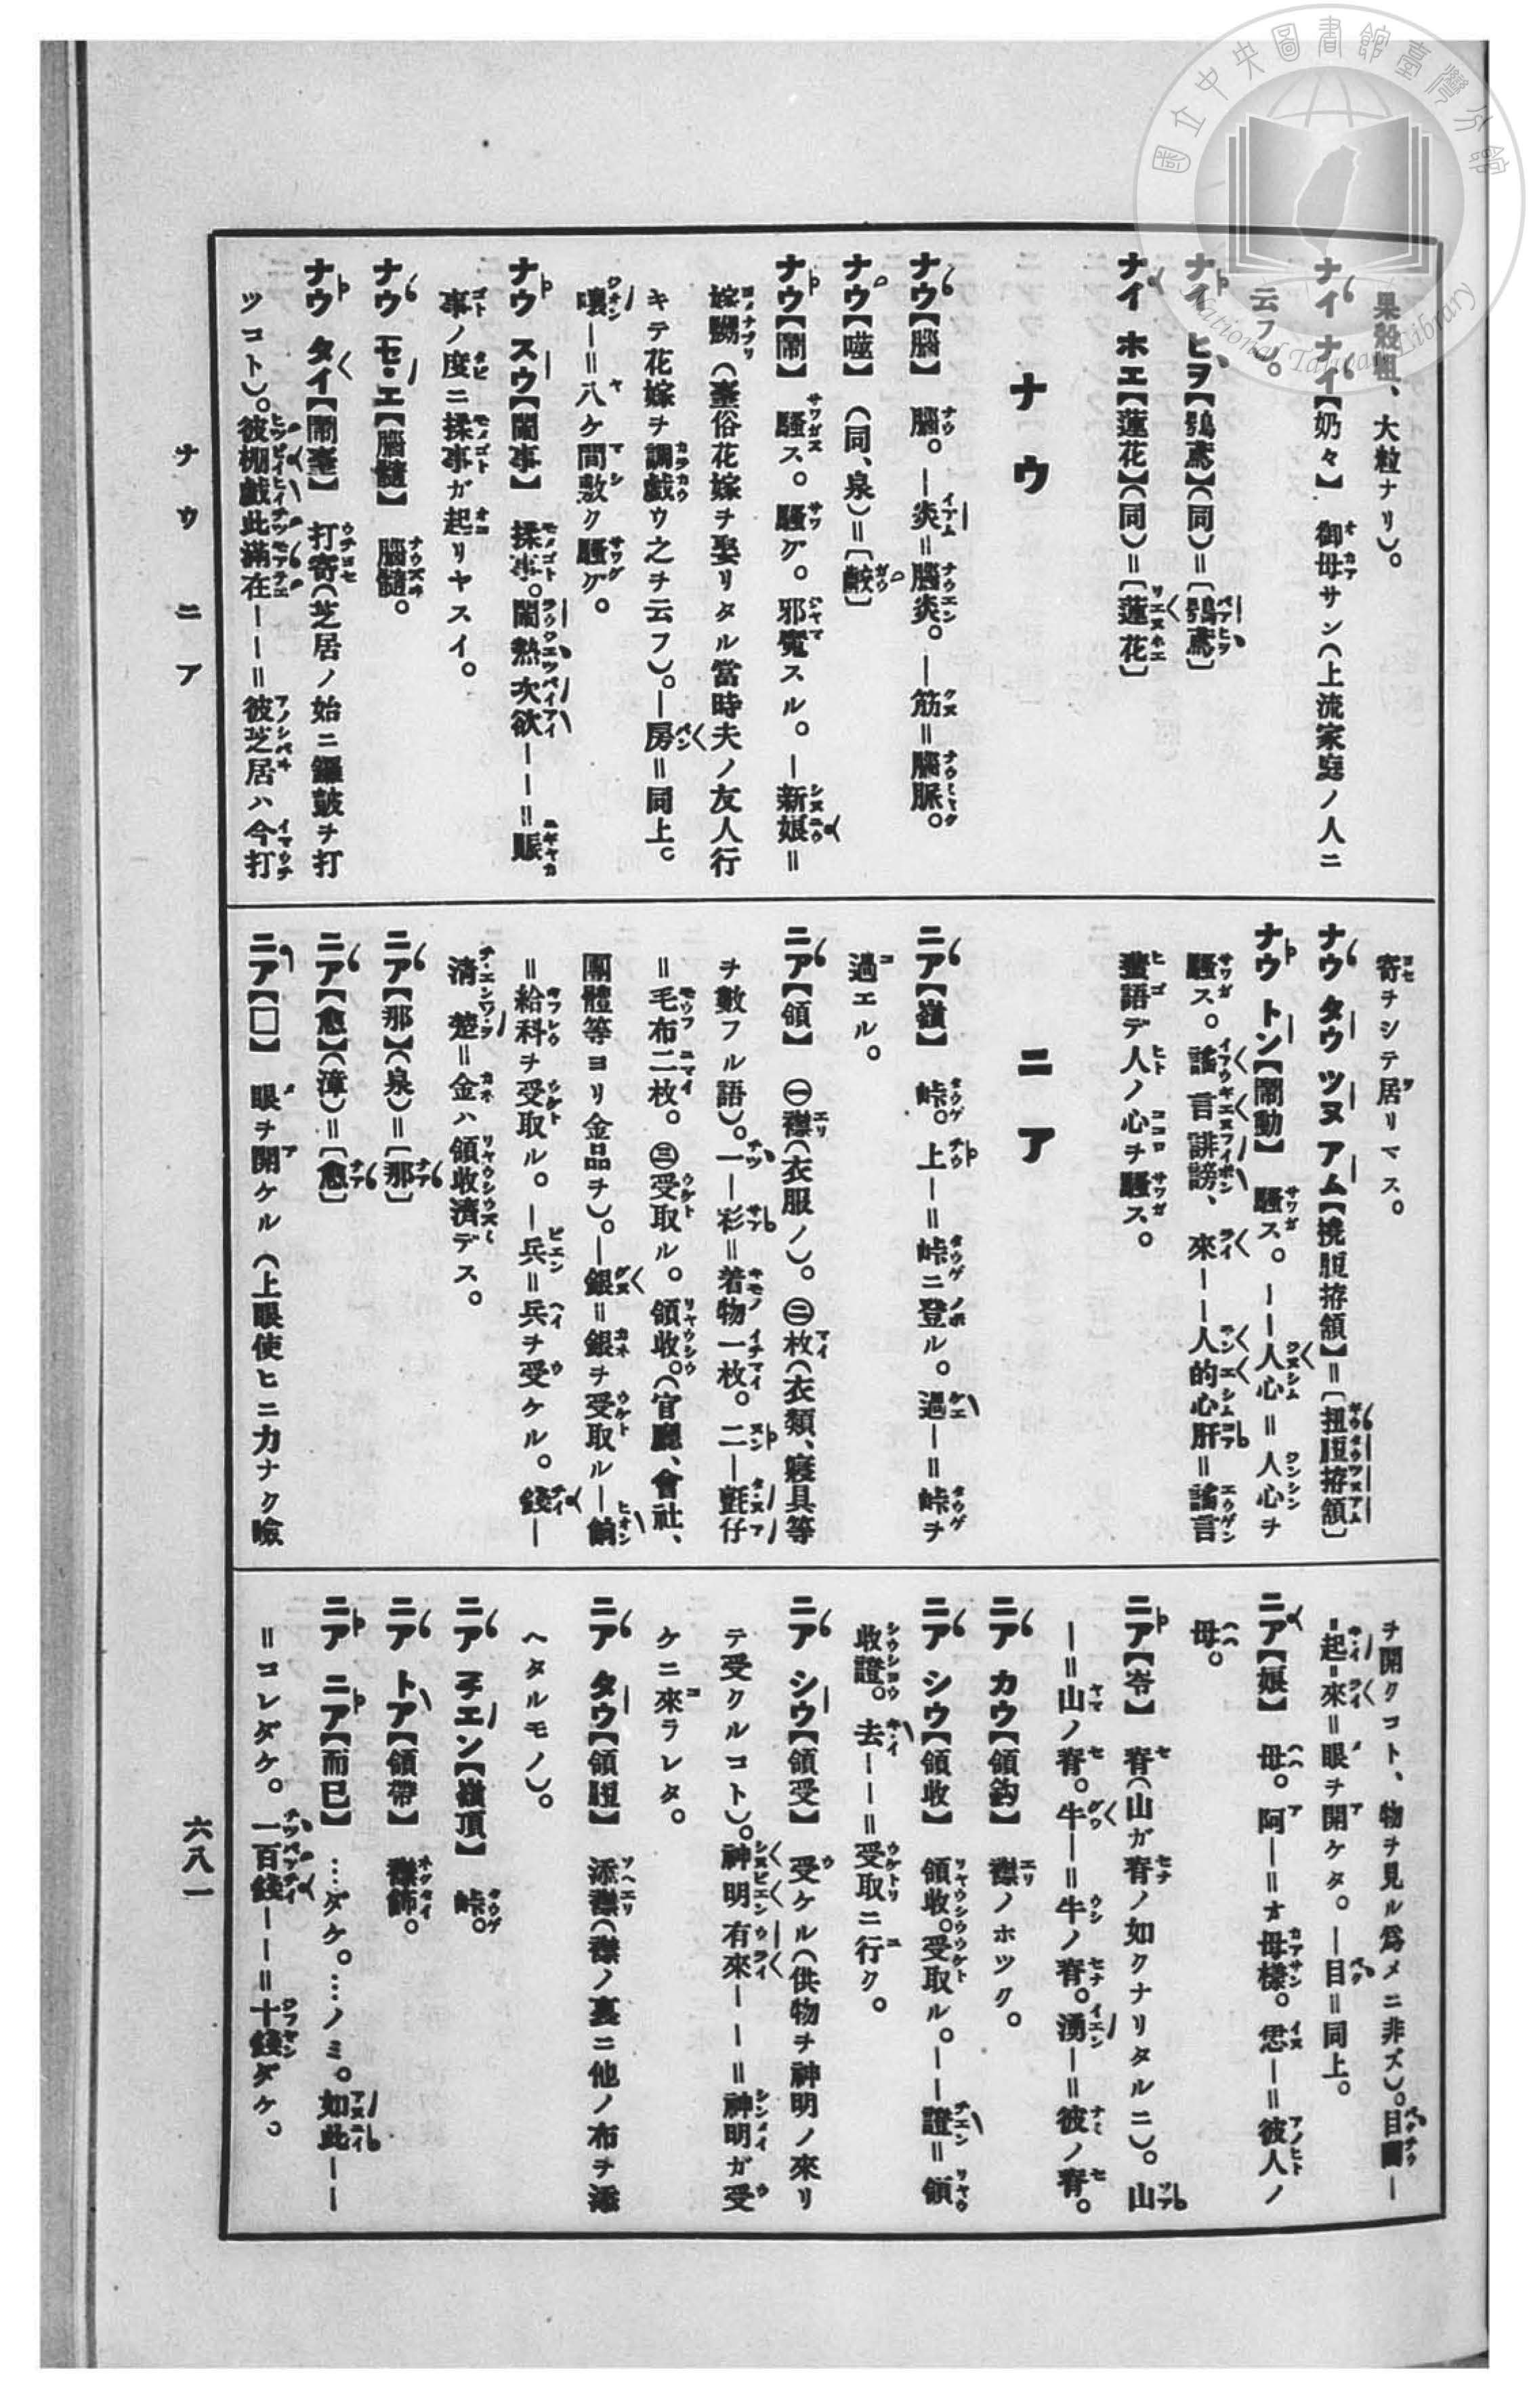 果殼粗、大粒ナリ)。
ナイ ナイ【奶々】 御母サン(上流家庭ノ人ニ
云フ)。
ナイ ヒヲ【鴞鳶】(同)=〔鴞鳶〕
ナイ ホエ【蓮花】(同)=〔蓮花〕
ナウ
ナウ【腦】 腦。―炎=腦炎。―筋=腦脈。
ナウ【嚙】 (同、泉)=〔齩〕
ナウ【鬧】 騷ス。騷グ。邪魔スル。―新娘=
嫁嬲(臺俗花嫁ヲ娶リタル當時夫ノ友人行
キテ花嫁ヲ調戲ウ之ヲ云フ)。―房=同上。
嚷―=八ケ間敷ク騷グ。
ナウ スウ【鬧事】 揉事。鬧熱次欲――=賑
事ノ度ニ揉事ガ起リヤスイ。
ナウ セ・エ【腦髓】 腦髓。
ナウ タイ【鬧臺】 打寄(芝居ノ始ニ鑼鼓ヲ打
ツコト)。彼棚戲此滿在――=彼芝居ハ今打
寄ヲシテ居リマス。
ナウ タウ ツヌ アム【撓脰拵頷】=〔扭脰拵頷〕
ナウ トン【鬧動】 騷ス。――人心=人心ヲ
騷ス。謠言誹謗、來――人的心肝=謠言
蜚語デ人ノ心ヲ騷ス。
ニア
ニア【嶺】 峠。上―=峠ニ登ル。過―=峠ヲ
過エル。
ニア【領】 ㊀襟(衣服ノ)。㊁枚(衣類、寢具等
ヲ數フル語)。一―衫=着物一枚。二―氈仔
=毛布二枚。㊂受取ル。領收。(官廳、會社、
團體等ヨリ金品ヲ)。―銀=銀ヲ受取ル―餉
=給料ヲ受取ル。―兵=兵ヲ受ケル。錢―
清楚=金ハ領收濟デス。
ニア【那】(泉)=〔那〕
ニア【愈】(漳)=〔愈〕
ニア【□】 眼ヲ開ケル(上眼使ヒニ力ナク瞼
ヲ開クコト、物ヲ見ル爲メニ非ズ)。目睭―
-起-來=眼ヲ開ケタ。―目=同上。
ニア【娘】 母。阿―=オ母樣。恁―=彼人ノ
母。
ニア【岺】 脊(山ガ脊ノ如クナリタルニ)。山
―=山ノ脊。牛―=牛ノ脊。湧―=彼ノ脊。
ニア カウ【領鈎】 襟ノホツク。
ニア シウ【領收】 領收。受取ル。――證=領
收證。去――=受取ニ行ク。
ニア シウ【領受】 受ケル(供物ヲ神明ノ來リ
テ受クルコト)。神明有來――=神明ガ受
ケニ來ラレタ。
ニア タウ【領脰】 添襟(襟ノ裏ニ他ノ布ヲ添
ヘタルモノ)。
ニア チエン【嶺頂】 峠。
ニア トア【領帶】 襟飾。
ニア ニア【而已】 …ダケ。…ノミ。如此――
=コレダケ。一百錢――=十錢ダケ。
ナウ ニア
六八一
國立中央圖書館臺灣分館
National Taiwan Library